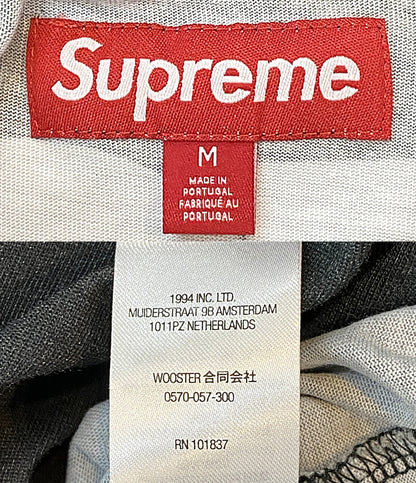 Supreme
M
MADE IN
PORTUGAL
FABRIQUÉ AU
PORTUGAL
1994 INC. LTD.
MUIDERSTRAAT 9B AMSTERDAM
1011PZ NETHERLANDS
WOOSTER 合同会社
0570-057-300
RN 101837